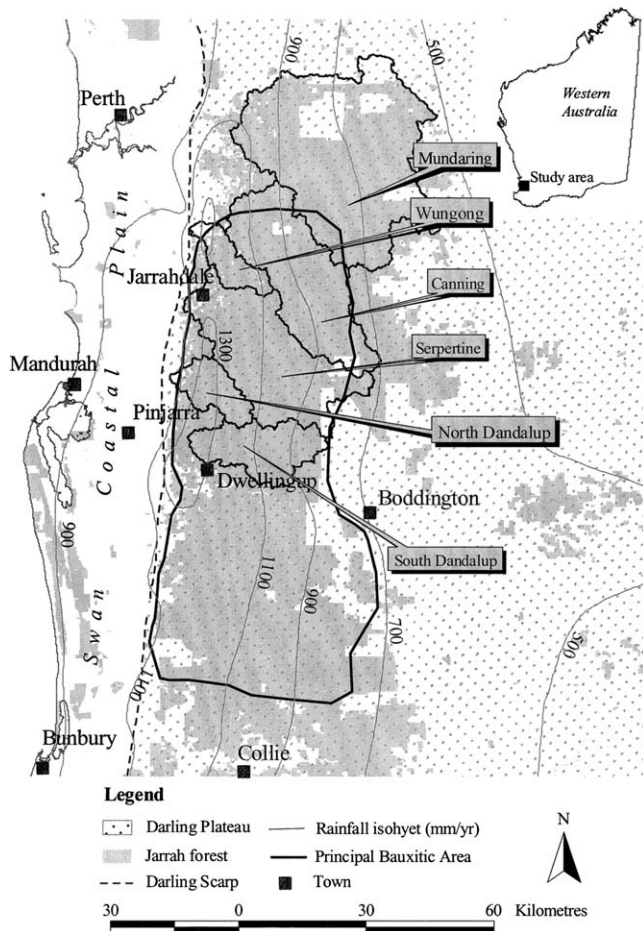 900
500
Perth
Western
Australia
Study area
Mundaring
Wungong
Canning
Serpertine
North Dandalup
South Dandalup
Jarrahdale
1300
Mandurah
Pinjarra
Swan Coastal Plain
Dwellingup
Boddington
900
1100
900
700
500
1100
Bunbury
Collie
Legend
Darling Plateau
Rainfall isohyet (mm/yr)
Jarrah forest
Principal Bauxitic Area
Darling Scarp
Town
N
30 0 30 60 Kilometres